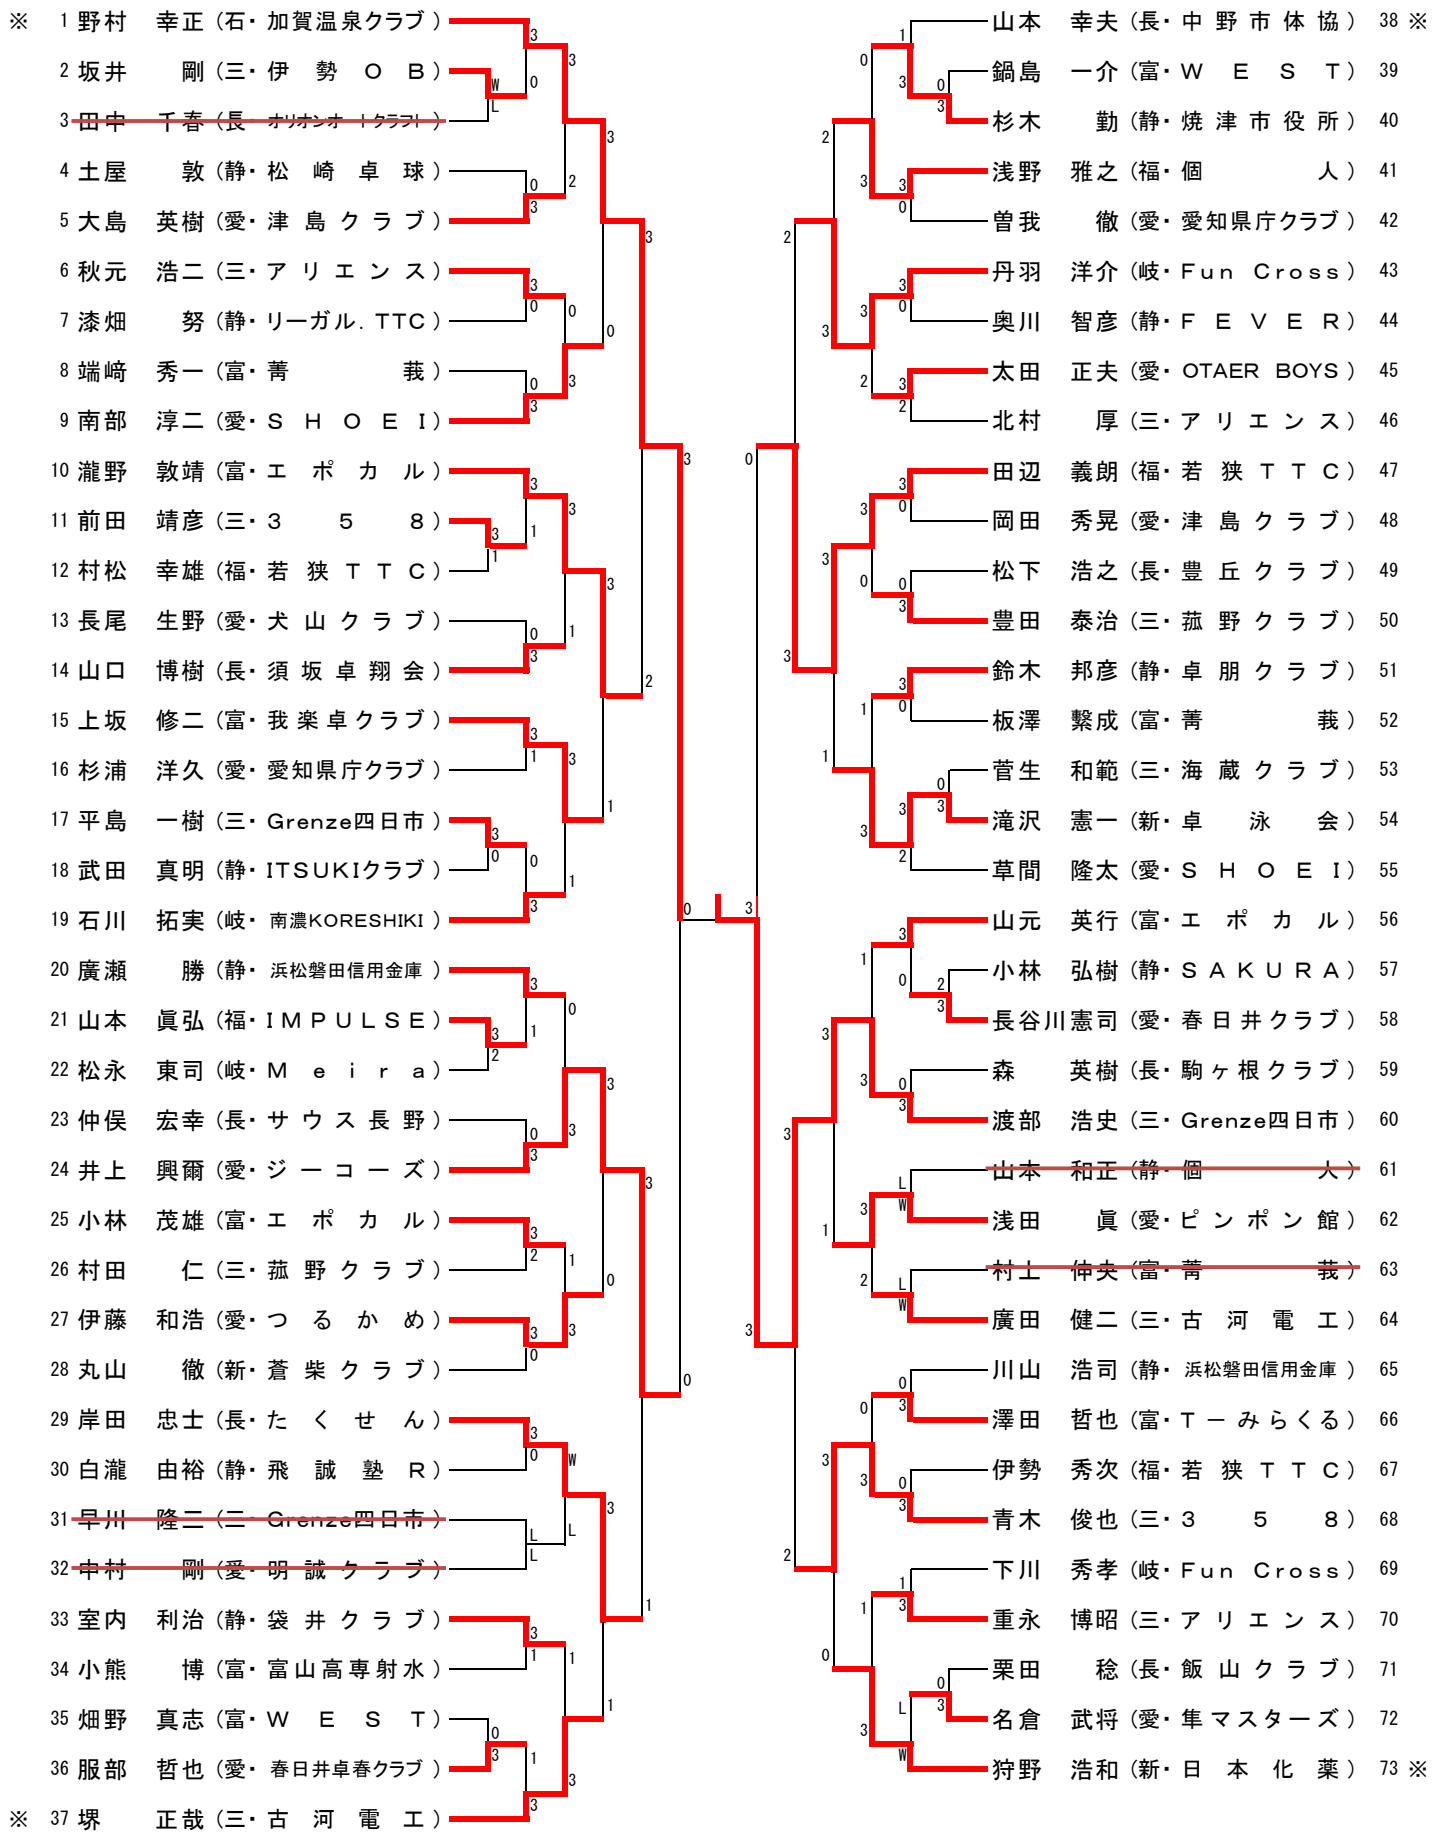 ※ 1 野村 幸正 (石・加賀温泉クラブ)
2 坂井 剛 (三・伊勢OB)
3 田中 千春 (長・オリオンオートクラフト)
4 土屋 敦 (静・松崎卓球)
5 大島 英樹 (愛・津島クラブ)
6 秋元 浩二 (三・アリエンス)
7 漆畑 努 (静・リーガル.TTC)
8 端﨑 秀一 (富・菁莪)
9 南部 淳二 (愛・SHOEI)
10 瀧野 敦靖 (富・エポカル)
11 前田 靖彦 (三・358)
12 村松 幸雄 (福・若狭TTC)
13 長尾 生野 (愛・犬山クラブ)
14 山口 博樹 (長・須坂卓翔会)
15 上坂 修二 (富・我楽卓クラブ)
16 杉浦 洋久 (愛・愛知県庁クラブ)
17 平島 一樹 (三・Grenze四日市)
18 武田 真明 (静・ITSUKIクラブ)
19 石川 拓実 (岐・南濃KORESHIKI)
20 廣瀬 勝 (静・浜松磐田信用金庫)
21 山本 眞弘 (福・IMPULSE)
22 松永 東司 (岐・Meira)
23 仲俣 宏幸 (長・サウス長野)
24 井上 興爾 (愛・ジーコーズ)
25 小林 茂雄 (富・エポカル)
26 村田 仁 (三・菰野クラブ)
27 伊藤 和浩 (愛・つるかめ)
28 丸山 徹 (新・蒼柴クラブ)
29 岸田 忠士 (長・たくせん)
30 白瀧 由裕 (静・飛誠塾R)
31 早川 隆二 (三・Grenze四日市)
32 中村 剛 (愛・明誠クラブ)
33 室内 利治 (静・袋井クラブ)
34 小熊 博 (富・富山高専射水)
35 畑野 真志 (富・WEST)
36 服部 哲也 (愛・春日井卓春クラブ)
※ 37 堺 正哉 (三・古河電工)
山本 幸夫 (長・中野市体協) 38 ※
鍋島 一介 (富・WEST) 39
杉木 勤 (静・焼津市役所) 40
浅野 雅之 (福・個人) 41
曽我 徹 (愛・愛知県庁クラブ) 42
丹羽 洋介 (岐・Fun Cross) 43
奥川 智彦 (静・FEVER) 44
太田 正夫 (愛・OTAER BOYS) 45
北村 厚 (三・アリエンス) 46
田辺 義朗 (福・若狭TTC) 47
岡田 秀晃 (愛・津島クラブ) 48
松下 浩之 (長・豊丘クラブ) 49
豊田 泰治 (三・菰野クラブ) 50
鈴木 邦彦 (静・卓朋クラブ) 51
板澤 繋成 (富・菁莪) 52
菅生 和範 (三・海蔵クラブ) 53
滝沢 憲一 (新・卓泳会) 54
草間 隆太 (愛・SHOEI) 55
山元 英行 (富・エポカル) 56
小林 弘樹 (静・SAKURA) 57
長谷川憲司 (愛・春日井クラブ) 58
森 英樹 (長・駒ヶ根クラブ) 59
渡部 浩史 (三・Grenze四日市) 60
山本 和正 (静・個人) 61
浅田 眞 (愛・ピンポン館) 62
村上 伸央 (富・菁莪) 63
廣田 健二 (三・古河電工) 64
川山 浩司 (静・浜松磐田信用金庫) 65
澤田 哲也 (富・T-みらくる) 66
伊勢 秀次 (福・若狭TTC) 67
青木 俊也 (三・358) 68
下川 秀孝 (岐・Fun Cross) 69
重永 博昭 (三・アリエンス) 70
栗田 稔 (長・飯山クラブ) 71
名倉 武将 (愛・隼マスターズ) 72
狩野 浩和 (新・日本化薬) 73 ※